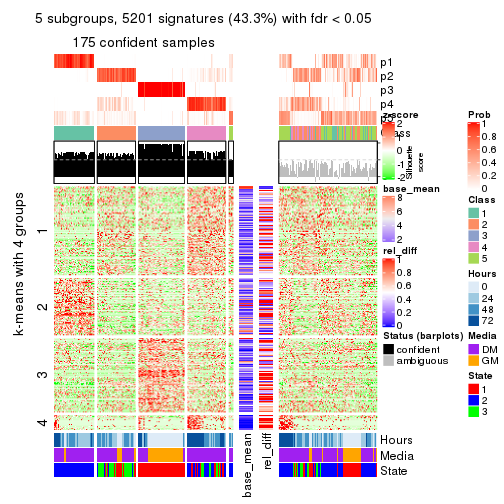 5 subgroups, 5201 signatures (43.3%) with fdr < 0.05
175 confident samples
p1
p2
p3
p4
z-score
2
1
0
-1
-2
Silhouette
score
base_mean
8
6
4
2
rel_diff
1
0.8
0.6
0.4
0.2
0
Status (barplots)
confident
ambiguous
Prob
1
0.8
0.6
0.4
0.2
0
Class
1
2
3
4
5
Hours
0
24
48
72
Media
DM
GM
State
1
2
3
k-means with 4 groups
1
2
3
4
Hours
Media
State
base_mean
rel_diff